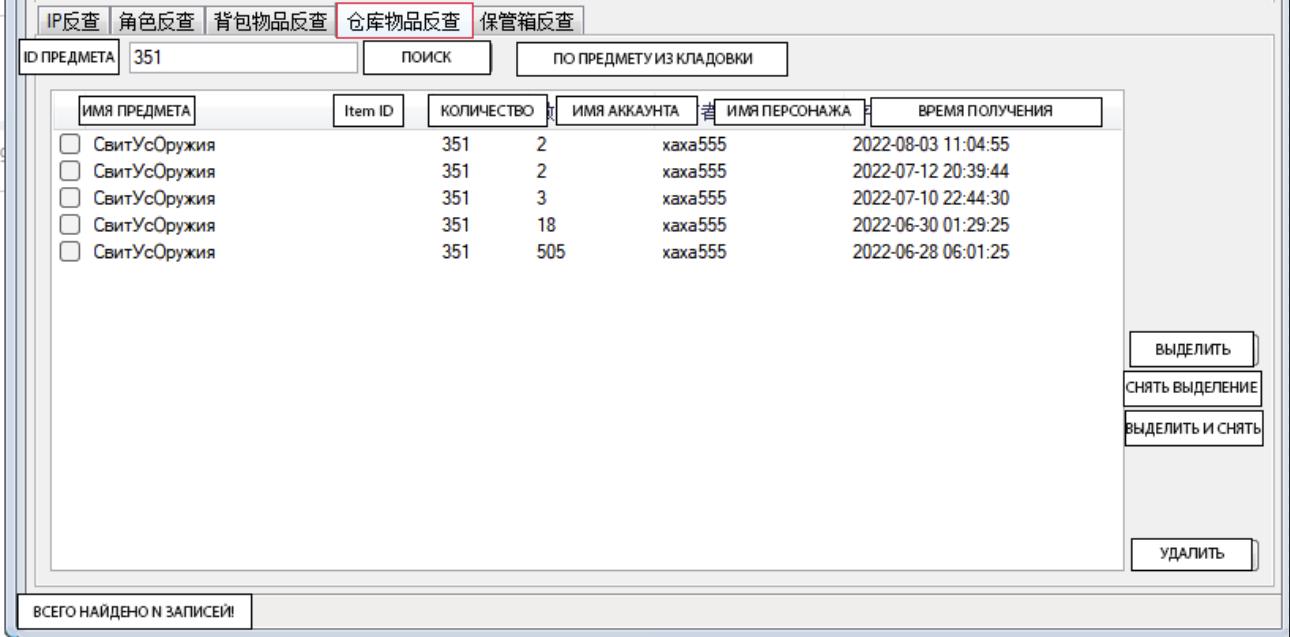 IP反查 角色反查 背包物品反查 仓库物品反查 保管箱反查
ID ПРЕДМЕТА 351 ПОИСК ПО ПРЕДМЕТУ ИЗ КЛАДОВКИ
ИМЯ ПРЕДМЕТА Item ID КОЛИЧЕСТВО ИМЯ АККАУНТА 者 ИМЯ ПЕРСОНАЖА ВРЕМЯ ПОЛУЧЕНИЯ
СвитУсОружия 351 2 xaxa555 2022-08-03 11:04:55
СвитУсОружия 351 2 xaxa555 2022-07-12 20:39:44
СвитУсОружия 351 3 xaxa555 2022-07-10 22:44:30
СвитУсОружия 351 18 xaxa555 2022-06-30 01:29:25
СвитУсОружия 351 505 xaxa555 2022-06-28 06:01:25
ВЫДЕЛИТЬ
СНЯТЬ ВЫДЕЛЕНИЕ
ВЫДЕЛИТЬ И СНЯТЬ
УДАЛИТЬ
ВСЕГО НАЙДЕНО N ЗАПИСЕЙ!